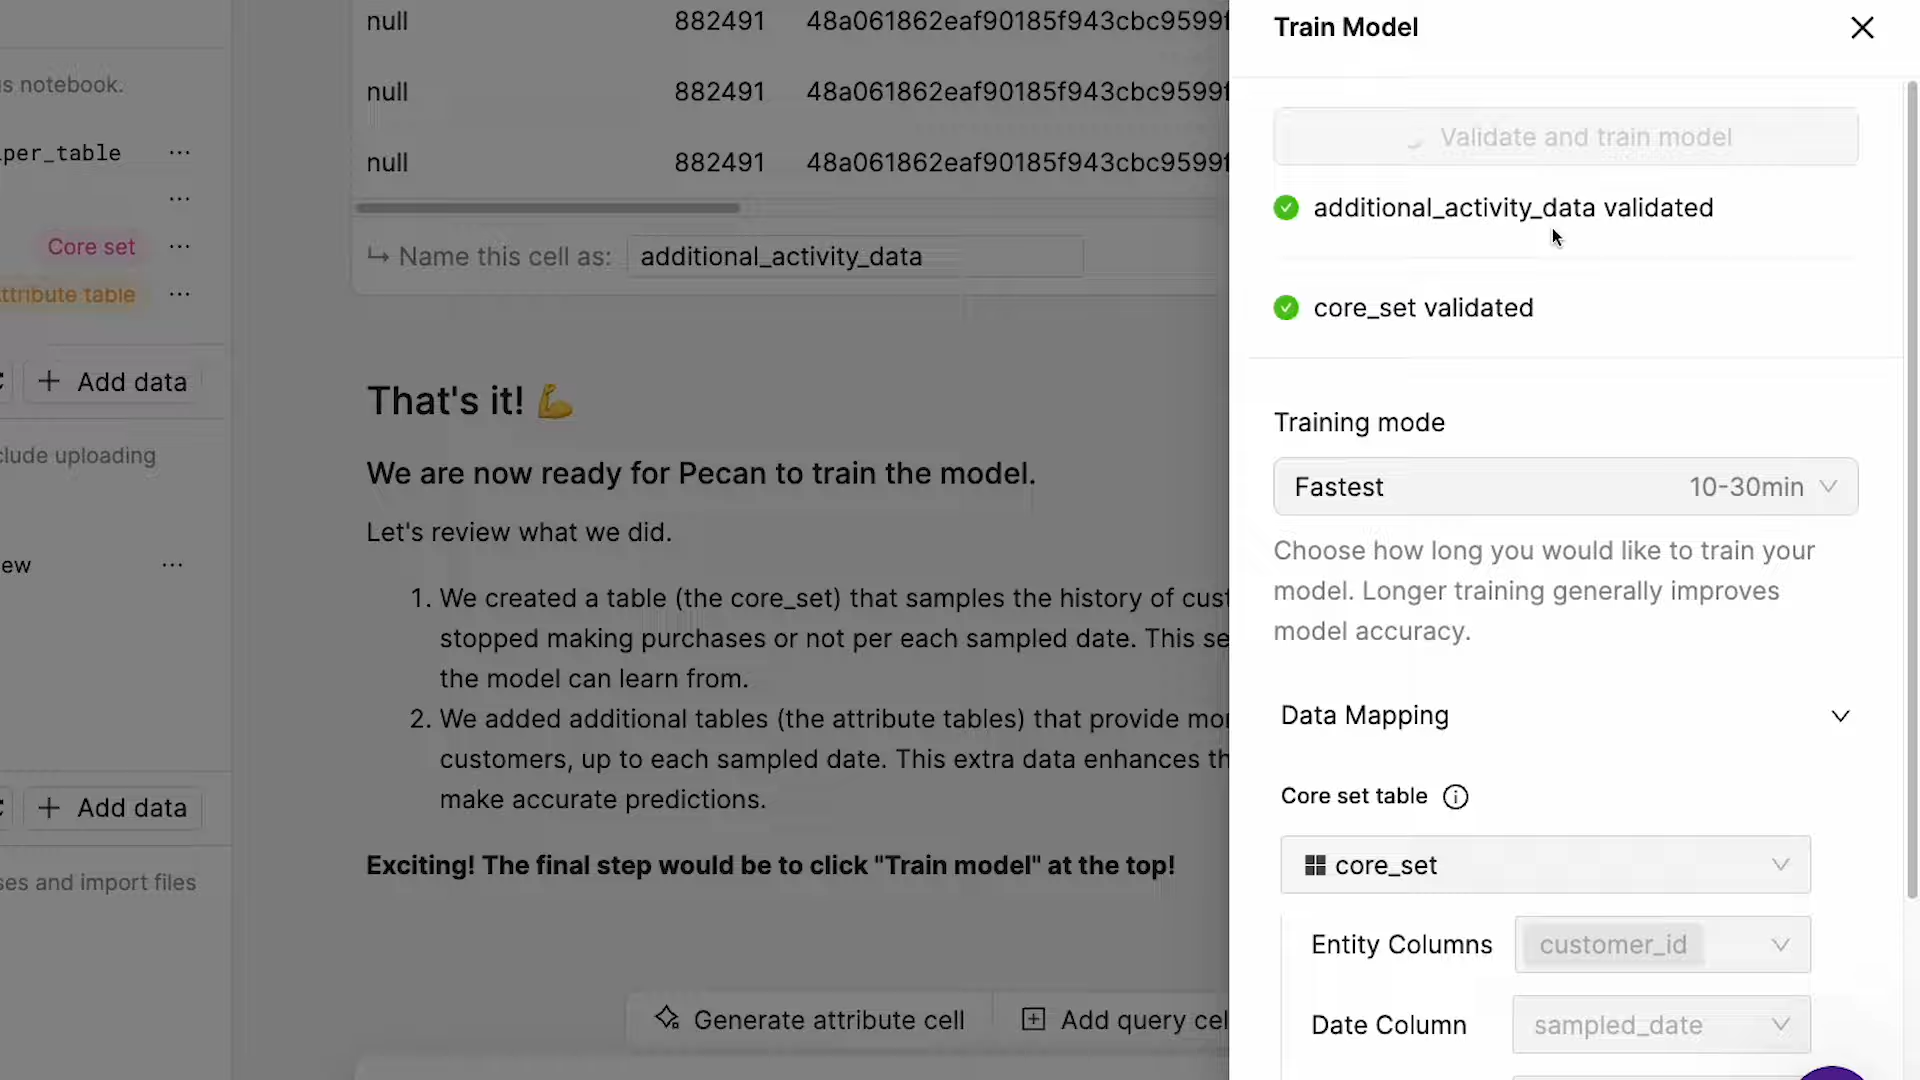 s notebook.
per_table
Core set
ttribute table
+ Add data
clude uploading
ew
+ Add data
ses and import files
null 882491 48a061862eaf90185f943cbc9599f
null 882491 48a061862eaf90185f943cbc9599f
null 882491 48a061862eaf90185f943cbc9599f
Name this cell as: additional_activity_data
That's it! 💪
We are now ready for Pecan to train the model.
Let's review what we did.
1. We created a table (the core_set) that samples the history of cust
stopped making purchases or not per each sampled date. This se
the model can learn from.
2. We added additional tables (the attribute tables) that provide mor
customers, up to each sampled date. This extra data enhances th
make accurate predictions.
Exciting! The final step would be to click "Train model" at the top!
Generate attribute cell
Add query cel
Train Model
Validate and train model
additional_activity_data validated
core_set validated
Training mode
Fastest 10-30min
Choose how long you would like to train your
model. Longer training generally improves
model accuracy.
Data Mapping
Core set table
core_set
Entity Columns customer_id
Date Column sampled_date